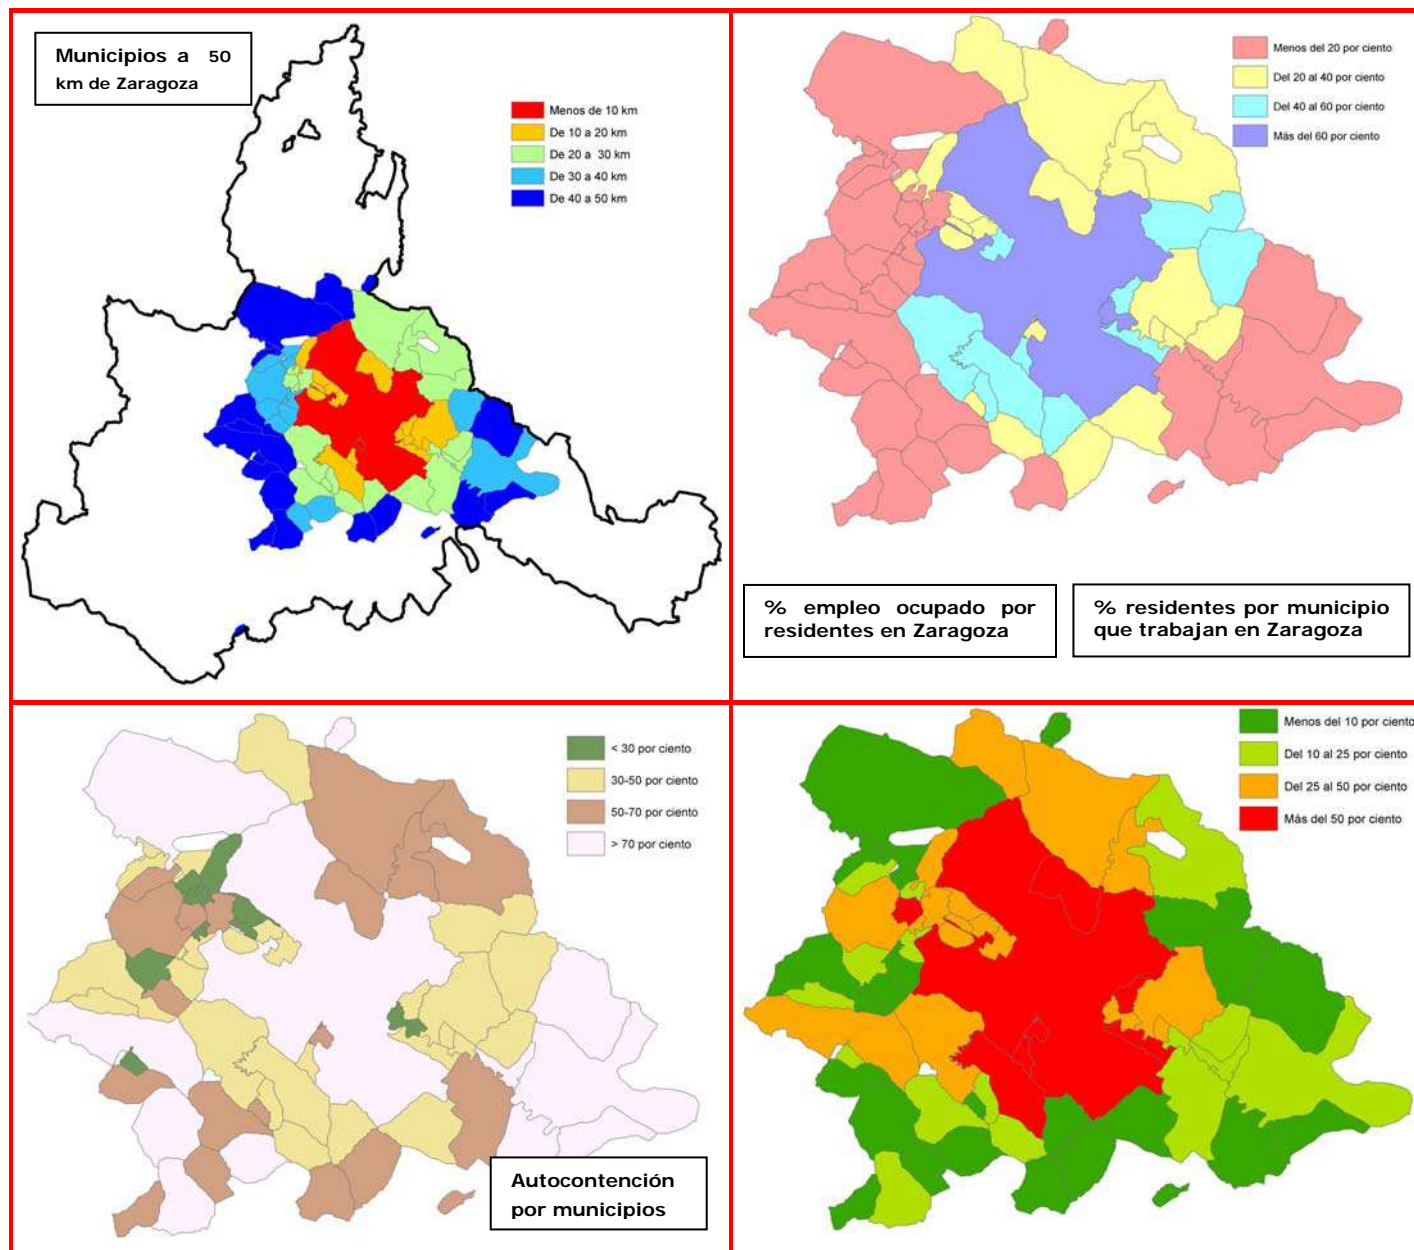 Municipios a 50
km de Zaragoza
Menos de 10 km
De 10 a 20 km
De 20 a 30 km
De 30 a 40 km
De 40 a 50 km
Menos del 20 por ciento
Del 20 al 40 por ciento
Del 40 al 60 por ciento
Más del 60 por ciento
% empleo ocupado por
residentes en Zaragoza
% residentes por municipio
que trabajan en Zaragoza
< 30 por ciento
30-50 por ciento
50-70 por ciento
> 70 por ciento
Autocontención
por municipios
Menos del 10 por ciento
Del 10 al 25 por ciento
Del 25 al 50 por ciento
Más del 50 por ciento